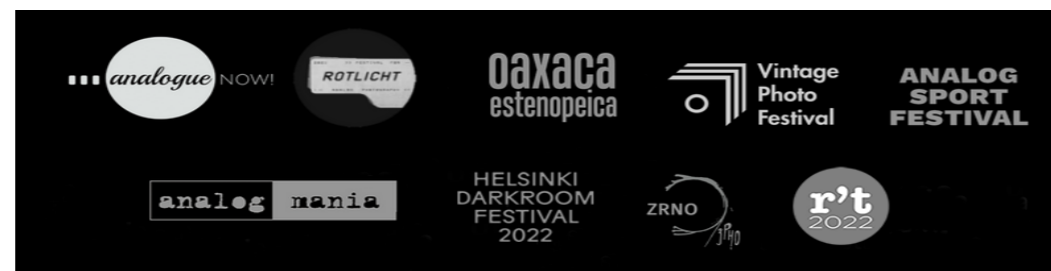 analogue NOW!
ROTLICHT
oaxaca
estenopeica
Vintage
Photo
Festival
ANALOG
SPORT
FESTIVAL
analog mania
HELSINKI
DARKROOM
FESTIVAL
2022
ZRNO
ЗРНО
r't
2022